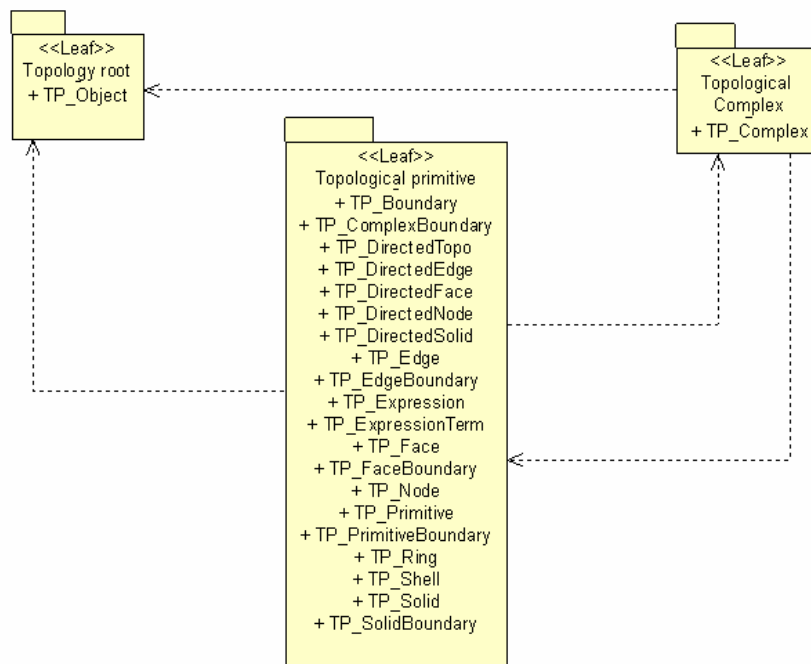 <<Leaf>>
Topology root
+ TP_Object
<<Leaf>>
Topological
Complex
+ TP_Complex
<<Leaf>>
Topological primitive
+ TP_Boundary
+ TP_ComplexBoundary
+ TP_DirectedTopo
+ TP_DirectedEdge
+ TP_DirectedFace
+ TP_DirectedNode
+ TP_DirectedSolid
+ TP_Edge
+ TP_EdgeBoundary
+ TP_Expression
+ TP_ExpressionTerm
+ TP_Face
+ TP_FaceBoundary
+ TP_Node
+ TP_Primitive
+ TP_PrimitiveBoundary
+ TP_Ring
+ TP_Shell
+ TP_Solid
+ TP_SolidBoundary